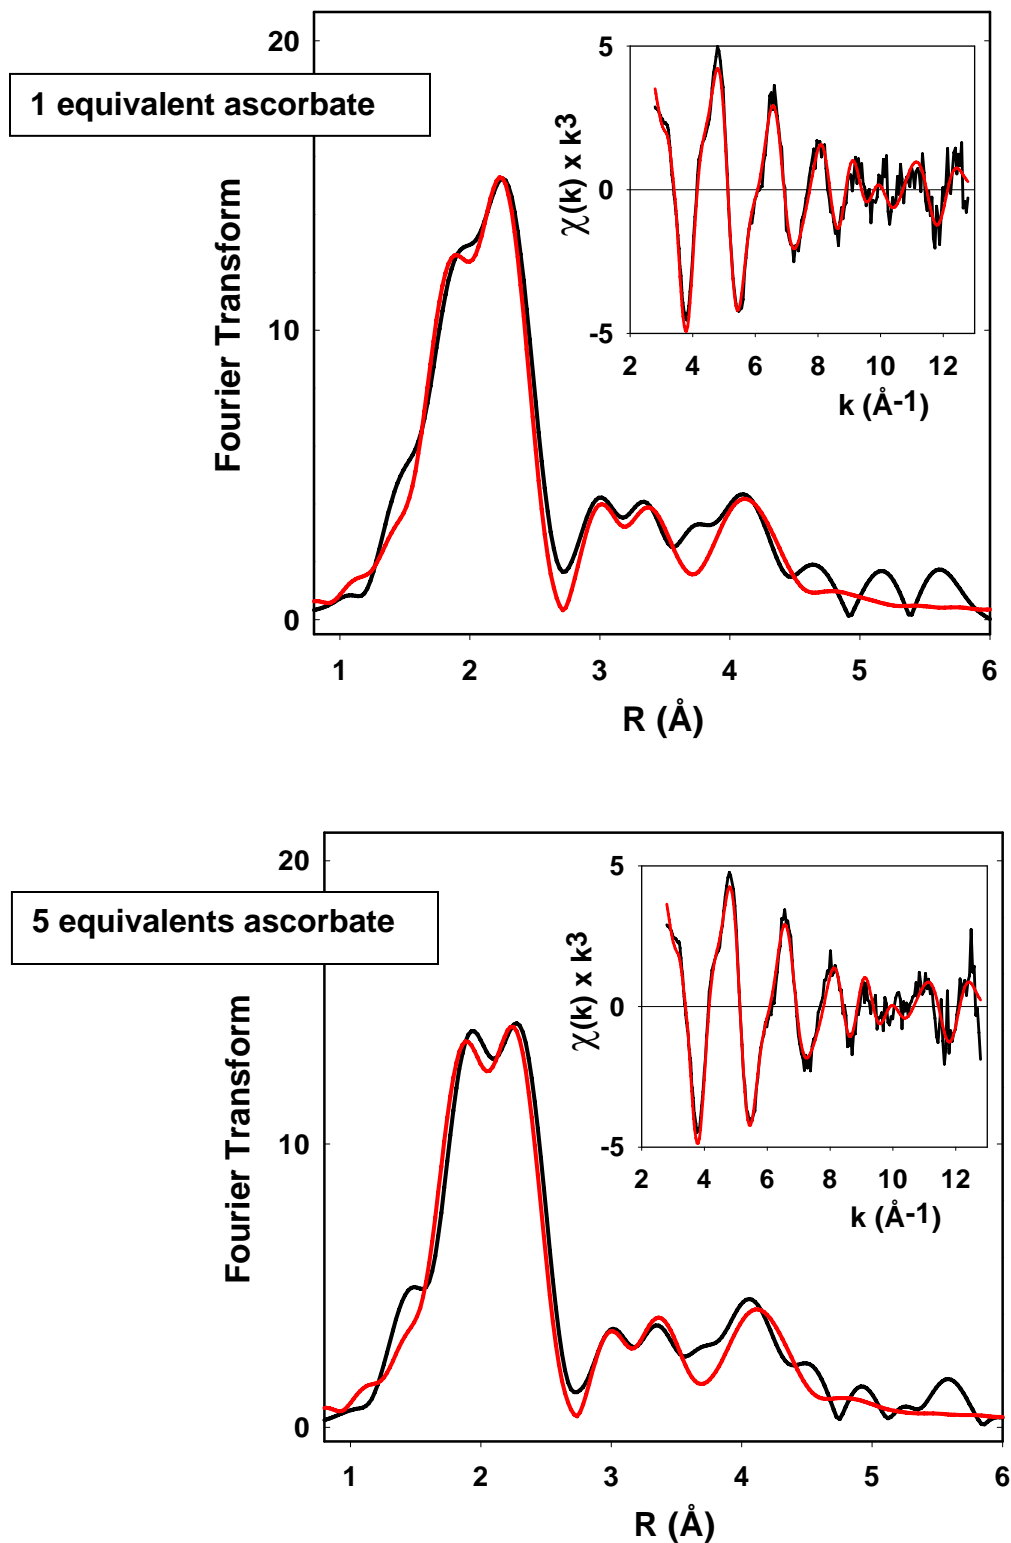 20
1 equivalent ascorbate
10
0
Fourier Transform
1 2 3 4 5 6
R (Å)
5
0
-5
χ(k) x k3
2 4 6 8 10 12
k (Å-1)
20
5 equivalents ascorbate
10
0
Fourier Transform
1 2 3 4 5 6
R (Å)
5
0
-5
χ(k) x k3
2 4 6 8 10 12
k (Å-1)